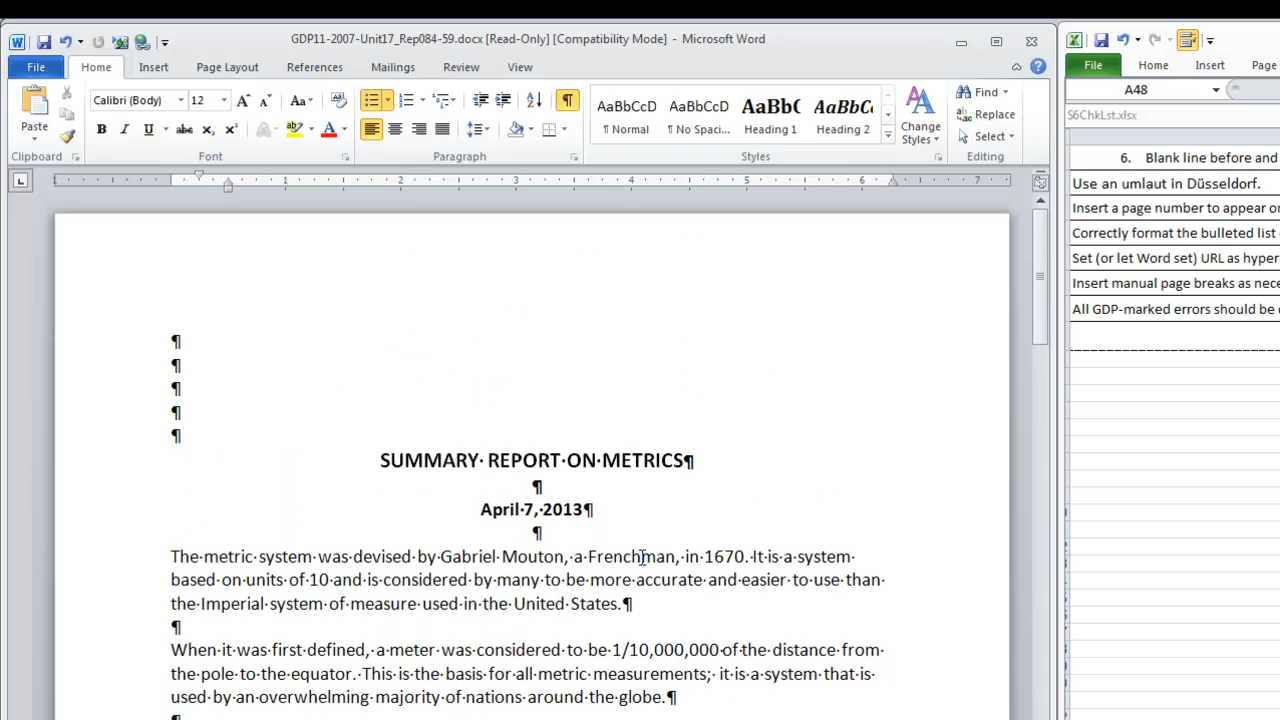 GDP11-2007-Unit17_Rep084-59.docx [Read-Only] [Compatibility Mode] - Microsoft Word
File Home Insert Page Layout References Mailings Review View
Paste
Calibri (Body) 12
AaBbCcD AaBbCcD AaBbC AaBbCc
¶ Normal ¶ No Spaci... Heading 1 Heading 2
Change
Styles
Find
Replace
Select
Clipboard Font Paragraph Styles Editing
1 2 3 4 5 6 7
¶
¶
¶
¶
¶
SUMMARY· REPORT·ON·METRICS¶
¶
April·7,·2013¶
¶
The·metric·system·was·devised·by·Gabriel·Mouton,·a·Frenchman,·in·1670.·It·is·a·system·
based·on·units·of·10·and·is·considered·by·many·to·be·more·accurate·and·easier·to·use·than·
the·Imperial·system·of·measure·used·in·the·United·States.¶
¶
When·it·was·first·defined,·a·meter·was·considered·to·be·1/10,000,000·of·the·distance·from·
the·pole·to·the·equator.·This·is·the·basis·for·all·metric·measurements;·it·is·a·system·that·is·
used·by·an·overwhelming·majority·of·nations·around·the·globe.¶
¶
File Home Insert Page
A48
S6ChkLst.xlsx
6. Blank line before and
Use an umlaut in Düsseldorf.
Insert a page number to appear o
Correctly format the bulleted list
Set (or let Word set) URL as hyper
Insert manual page breaks as nece
All GDP-marked errors should be